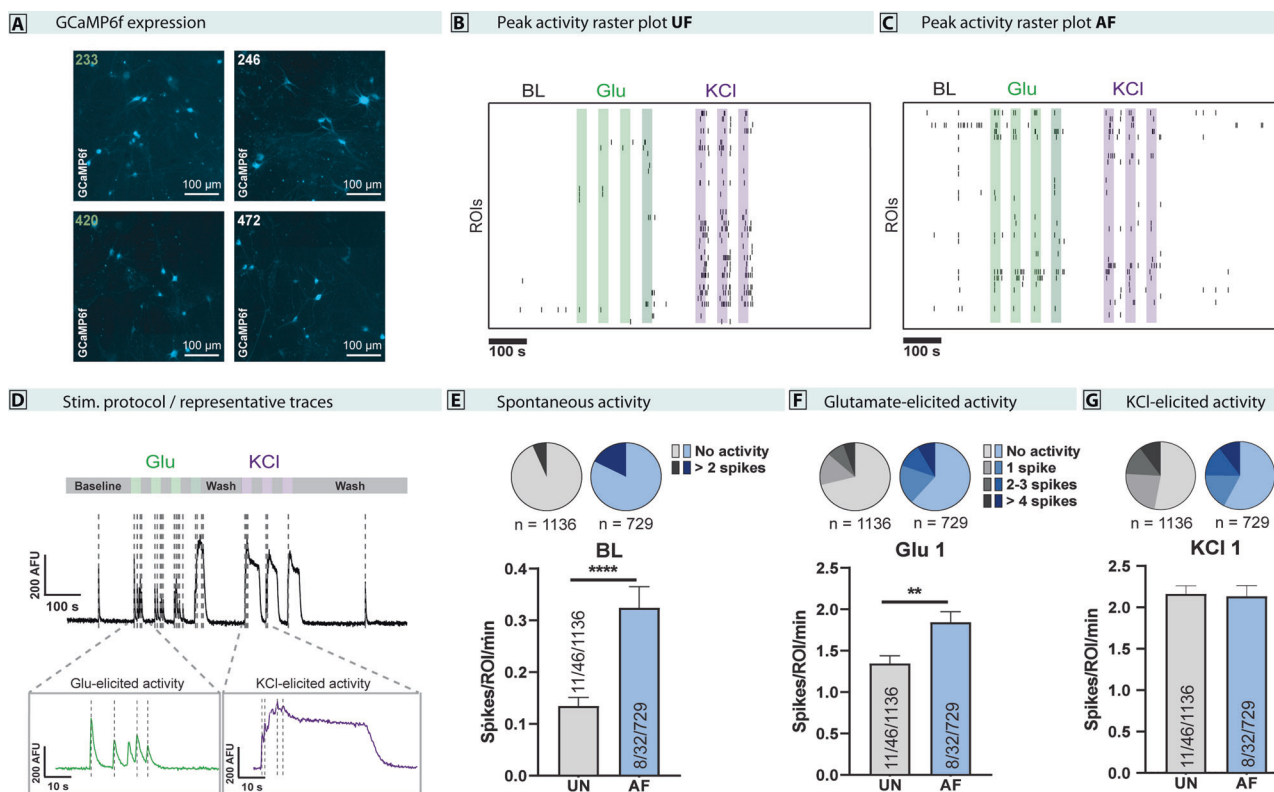 A GCaMP6f expression
233
GCaMP6f
100 µm
246
GCaMP6f
100 µm
420
GCaMP6f
100 µm
472
GCaMP6f
100 µm
B Peak activity raster plot UF
BL Glu KCl
ROIs
100 s
C Peak activity raster plot AF
BL Glu KCl
ROIs
100 s
D Stim. protocol / representative traces
Glu KCl
Baseline Wash Wash
200 AFU
100 s
Glu-elicited activity
200 AFU
10 s
KCl-elicited activity
200 AFU
10 s
E Spontaneous activity
No activity
> 2 spikes
n = 1136 n = 729
BL
****
Spikes/ROI/min
0.4
0.3
0.2
0.1
0.0
11/46/1136
8/32/729
UN AF
F Glutamate-elicited activity
No activity
1 spike
2-3 spikes
> 4 spikes
n = 1136 n = 729
Glu 1
**
Spikes/ROI/min
2.5
2.0
1.5
1.0
0.5
0.0
11/46/1136
8/32/729
UN AF
G KCl-elicited activity
n = 1136 n = 729
KCl 1
Spikes/ROI/min
2.5
2.0
1.5
1.0
0.5
0.0
11/46/1136
8/32/729
UN AF